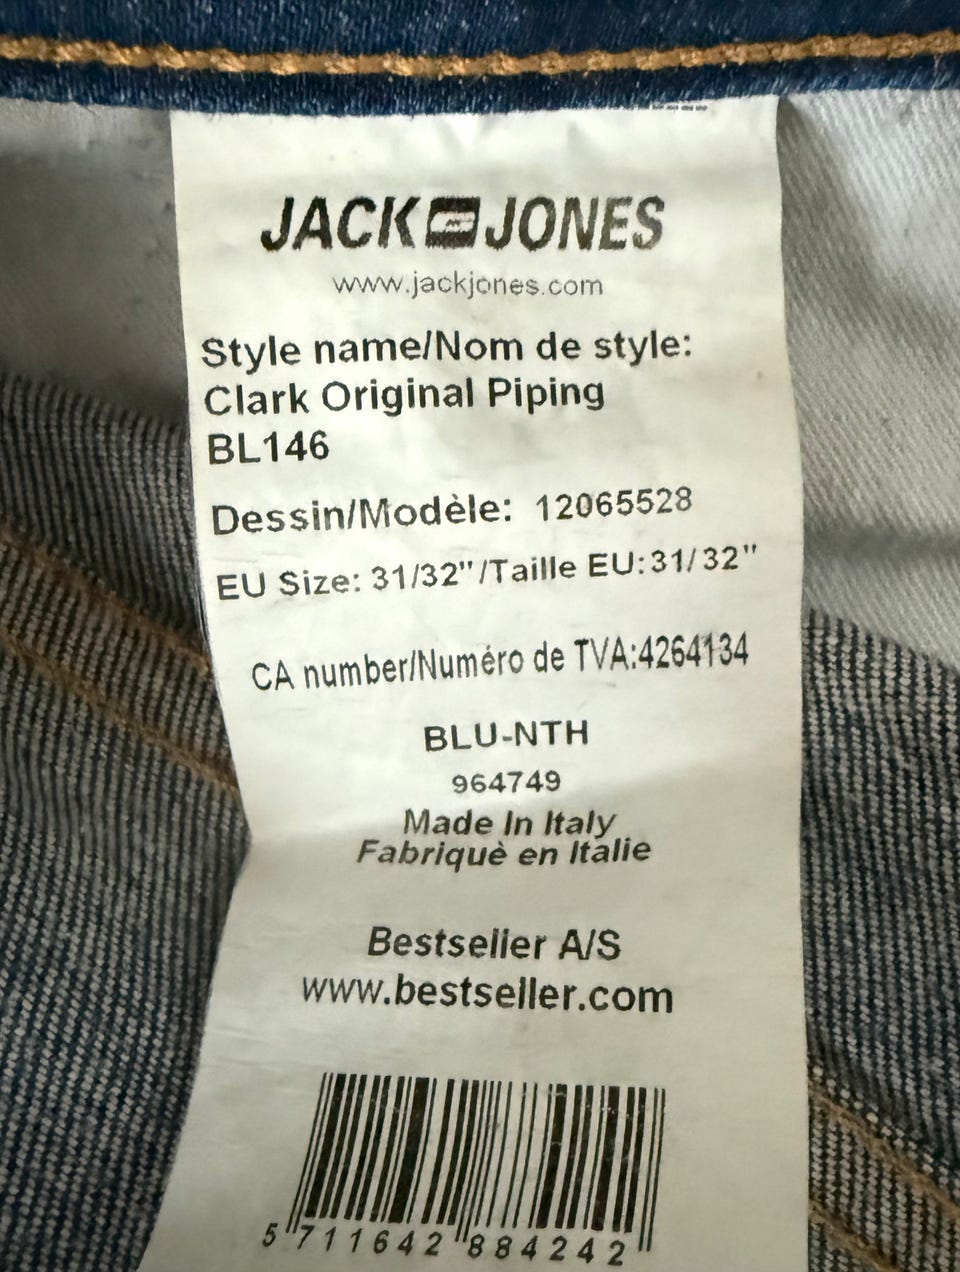 JACK JONES
www.jackjones.com
Style name/Nom de style:
Clark Original Piping
BL146
Dessin/Modèle: 12065528
EU Size: 31/32"/Taille EU:31/32"
CA number/Numéro de TVA:4264134
BLU-NTH
964749
Made In Italy
Fabriquè en Italie
Bestseller A/S
www.bestseller.com
5 711642 884242